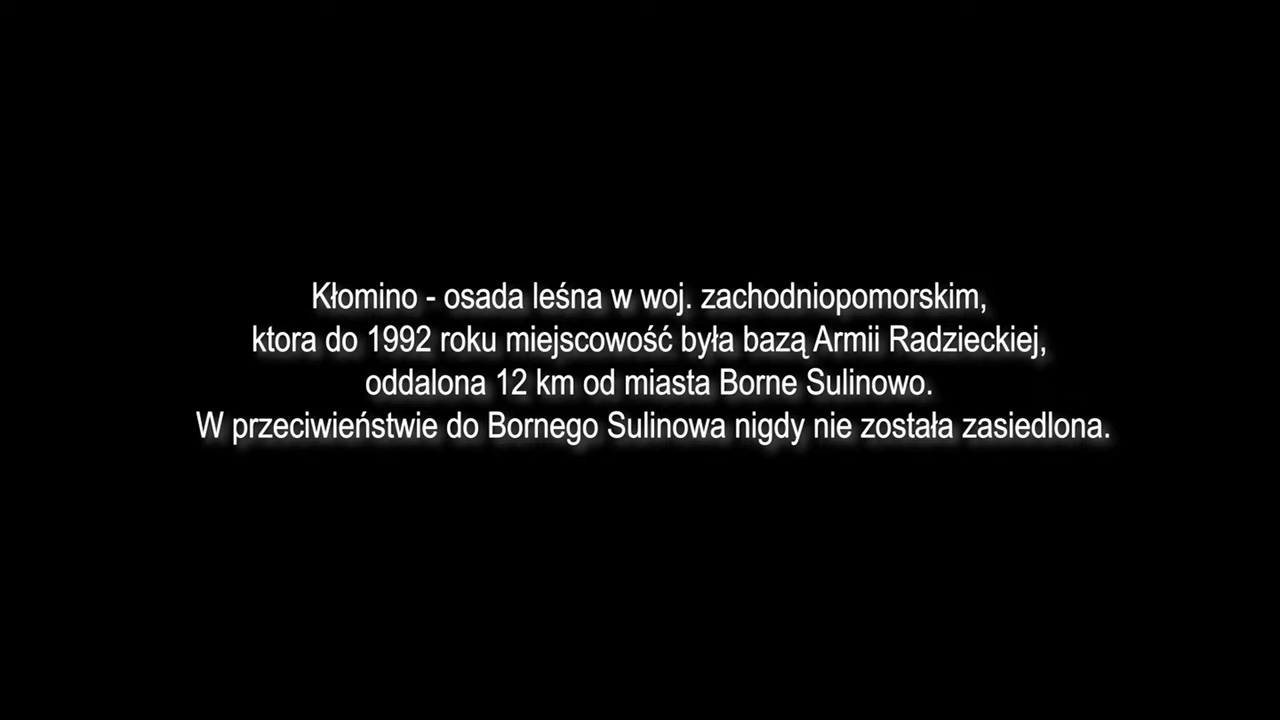 Kłomino - osada leśna w woj. zachodniopomorskim,
ktora do 1992 roku miejscowość była bazą Armii Radzieckiej,
oddalona 12 km od miasta Borne Sulinowo.
W przeciwieństwie do Bornego Sulinowa nigdy nie została zasiedlona.